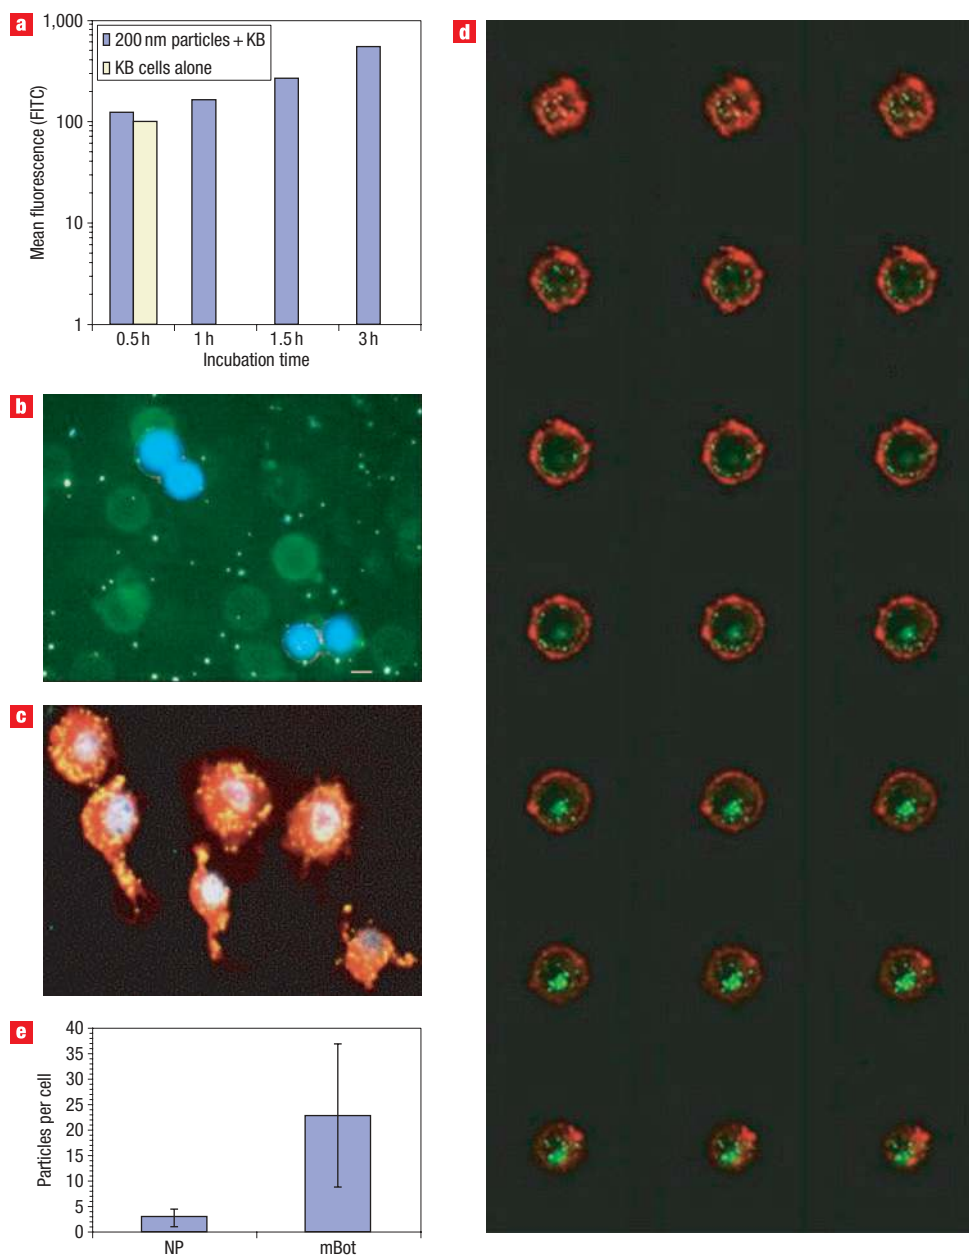 a
1,000
100
10
1
Mean fluorescence (FITC)
200 nm particles + KB
KB cells alone
0.5 h 1 h 1.5 h 3 h
Incubation time
b
c
d
e
40
35
30
25
20
15
10
5
0
Particles per cell
NP mBot